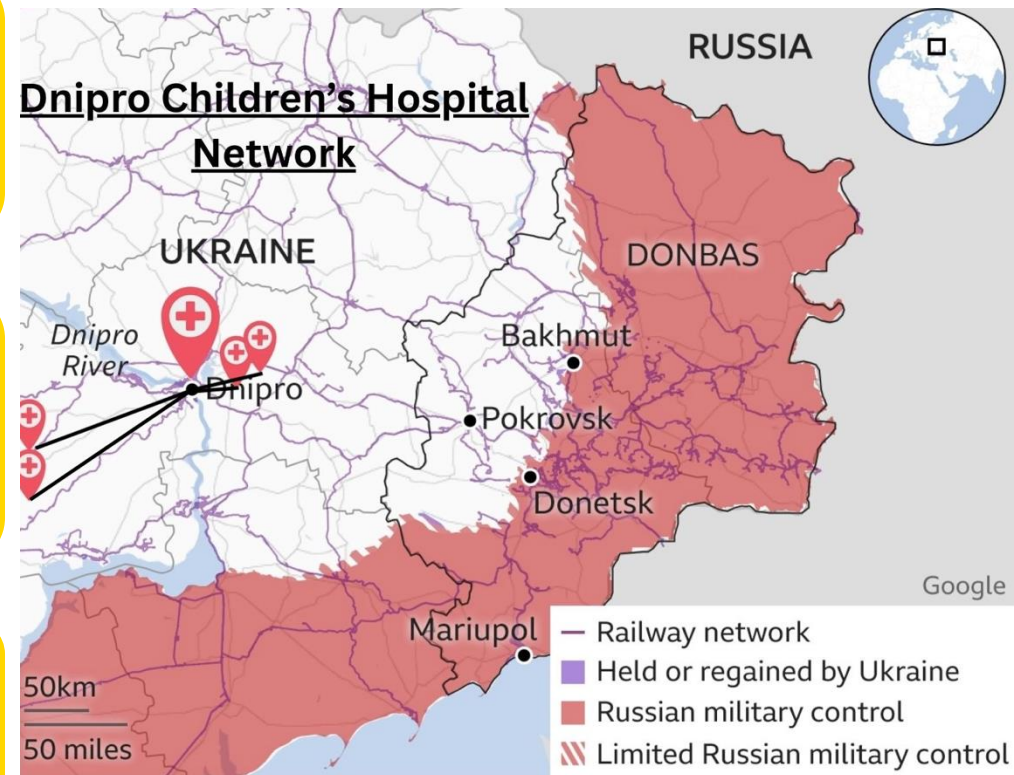 RUSSIA
Dnipro Children's Hospital
Network
UKRAINE
DONBAS
Dnipro
River
Bakhmut
Dnipro
Pokrovsk
Donetsk
Google
Mariupol
Railway network
Held or regained by Ukraine
Russian military control
Limited Russian military control
50km
50 miles